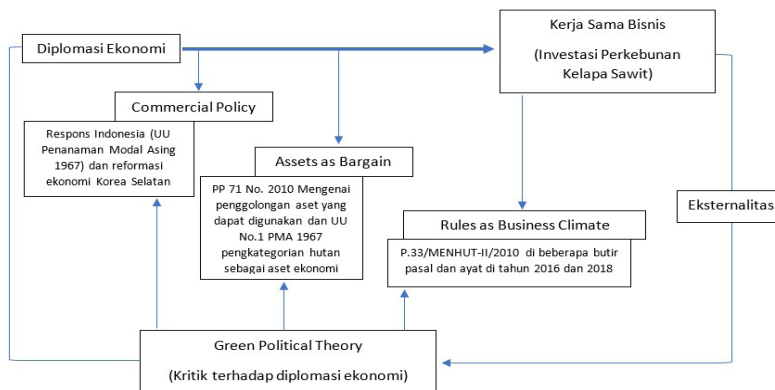 Diplomasi Ekonomi
Kerja Sama Bisnis
(Investasi Perkebunan
Kelapa Sawit)
Commercial Policy
Respons Indonesia (UU
Penanaman Modal Asing
1967) dan reformasi
ekonomi Korea Selatan
Assets as Bargain
PP 71 No. 2010 Mengenai
penggolongan aset yang
dapat digunakan dan UU
No.1 PMA 1967
pengkategorian hutan
sebagai aset ekonomi
Rules as Business Climate
P.33/MENHUT-II/2010 di beberapa butir
pasal dan ayat di tahun 2016 dan 2018
Eksternalitas
Green Political Theory
(Kritik terhadap diplomasi ekonomi)